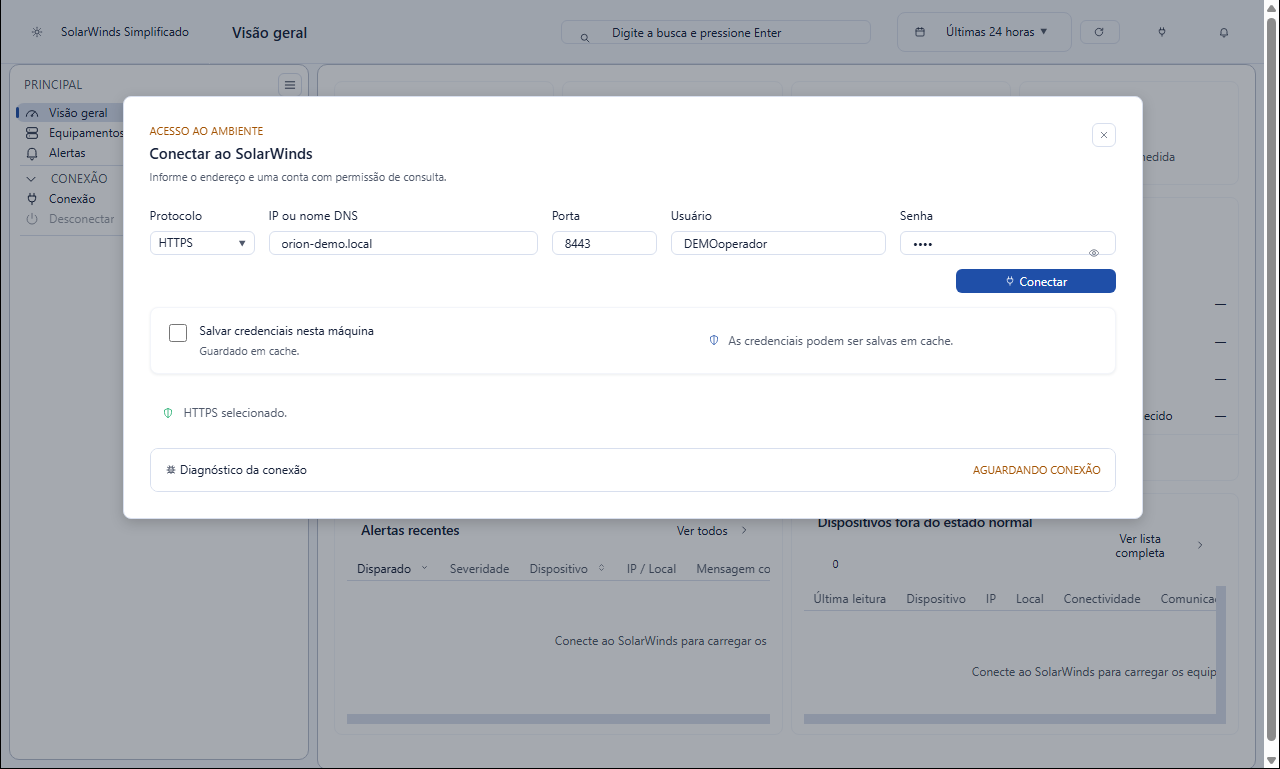 SolarWinds Simplificado
Visão geral
Digite a busca e pressione Enter
Últimas 24 horas
PRINCIPAL
Visão geral
Equipamentos
Alertas
CONEXÃO
Conexão
Desconectar
ACESSO AO AMBIENTE
Conectar ao SolarWinds
Informe o endereço e uma conta com permissão de consulta.
Protocolo
IP ou nome DNS
Porta
Usuário
Senha
HTTPS
orion-demo.local
8443
DEMOoperador
••••
Conectar
Salvar credenciais nesta máquina
Guardado em cache.
As credenciais podem ser salvas em cache.
HTTPS selecionado.
Diagnóstico da conexão
AGUARDANDO CONEXÃO
Alertas recentes
Ver todos
Disparado Severidade Dispositivo IP / Local Mensagem co
Conecte ao SolarWinds para carregar os
Dispositivos fora do estado normal
0
Ver lista
completa
Última leitura Dispositivo IP Local Conectividade Comunica
Conecte ao SolarWinds para carregar os equip